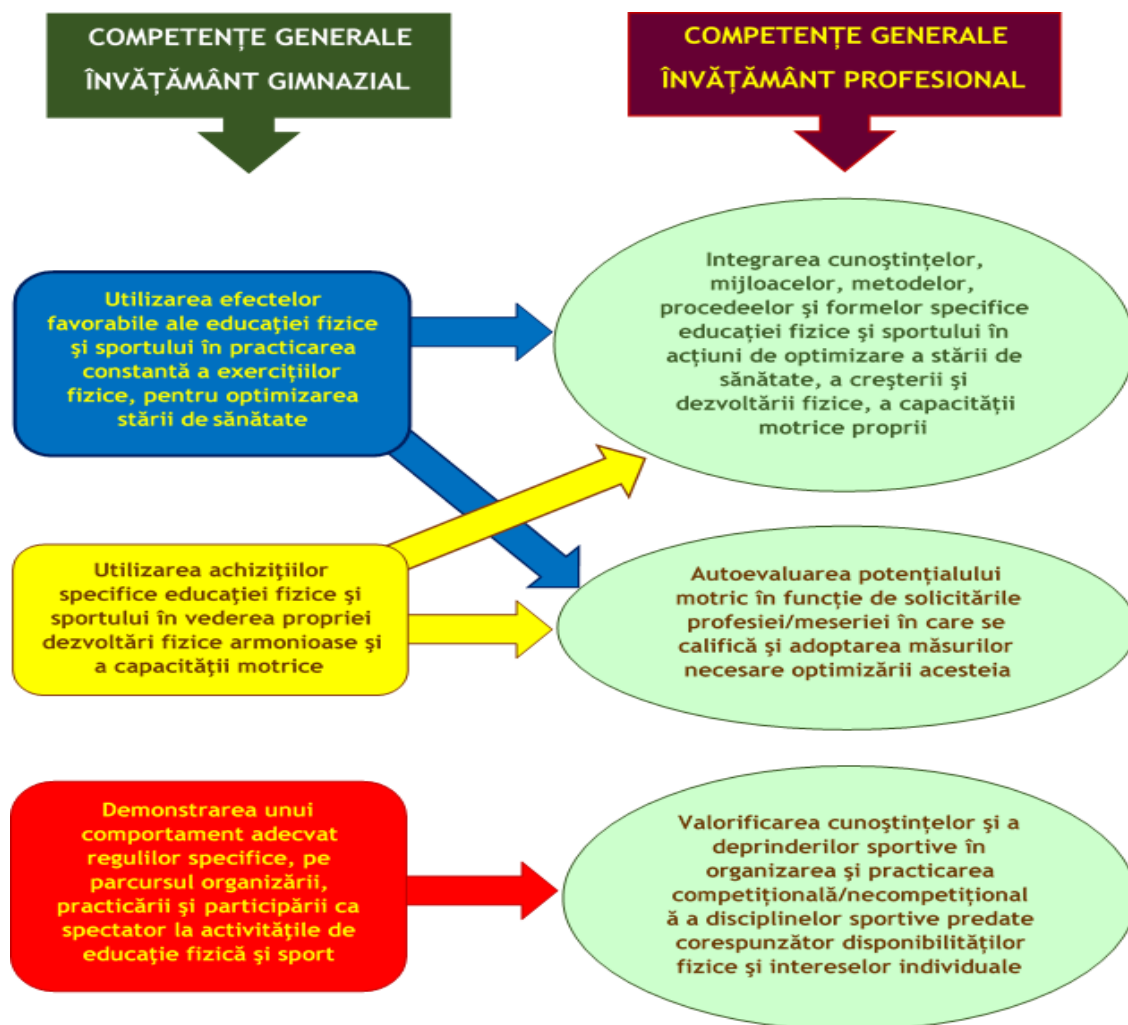 COMPETENȚE GENERALE
ÎNVĂȚĂMÂNT GIMNAZIAL
COMPETENȚE GENERALE
ÎNVĂȚĂMÂNT PROFESIONAL
Utilizarea efectelor
favorabile ale educaţiei fizice
şi sportului în practicarea
constantă a exerciţiilor
fizice, pentru optimizarea
stării de sănătate
Integrarea cunoştinţelor,
mijloacelor, metodelor,
procedeelor şi formelor specifice
educaţiei fizice şi sportului în
acţiuni de optimizare a stării de
sănătate, a creşterii şi
dezvoltării fizice, a capacităţii
motrice proprii
Utilizarea achiziţiilor
specifice educaţiei fizice şi
sportului în vederea propriei
dezvoltări fizice armonioase şi
a capacităţii motrice
Autoevaluarea potenţialului
motric în funcţie de solicitările
profesiei/meseriei în care se
califică şi adoptarea măsurilor
necesare optimizării acesteia
Demonstrarea unui
comportament adecvat
regulilor specifice, pe
parcursul organizării,
practicării şi participării ca
spectator la activităţile de
educaţie fizică şi sport
Valorificarea cunoştinţelor şi a
deprinderilor sportive în
organizarea şi practicarea
competiţională/necompetiţional
ă a disciplinelor sportive predate
corespunzător disponibilităţilor
fizice şi intereselor individuale